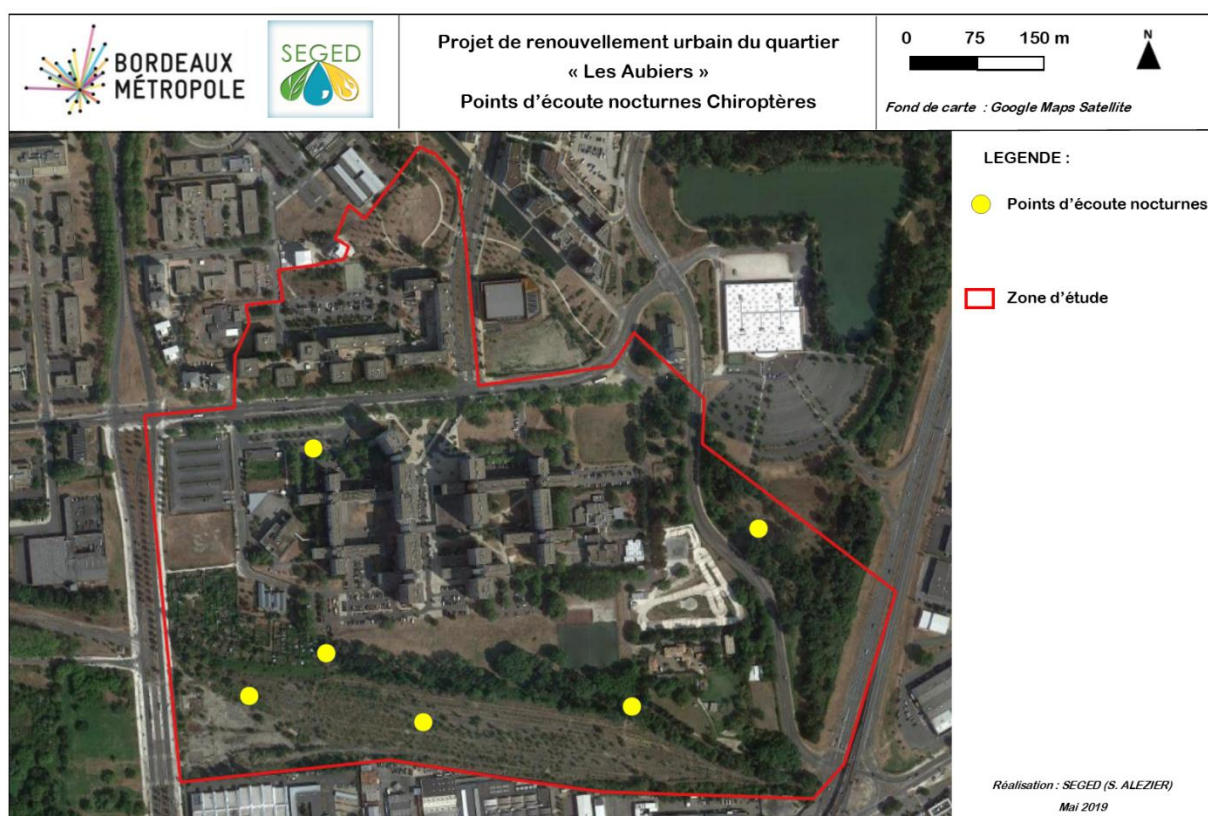 BORDEAUX
MÉTROPOLE
SEGED
Projet de renouvellement urbain du quartier
« Les Aubiers »
Points d'écoute nocturnes Chiroptères
0 75 150 m
N
Fond de carte : Google Maps Satellite
LEGENDE :
Points d'écoute nocturnes
Zone d'étude
Réalisation : SEGED (S. ALEZIER)
Mai 2019